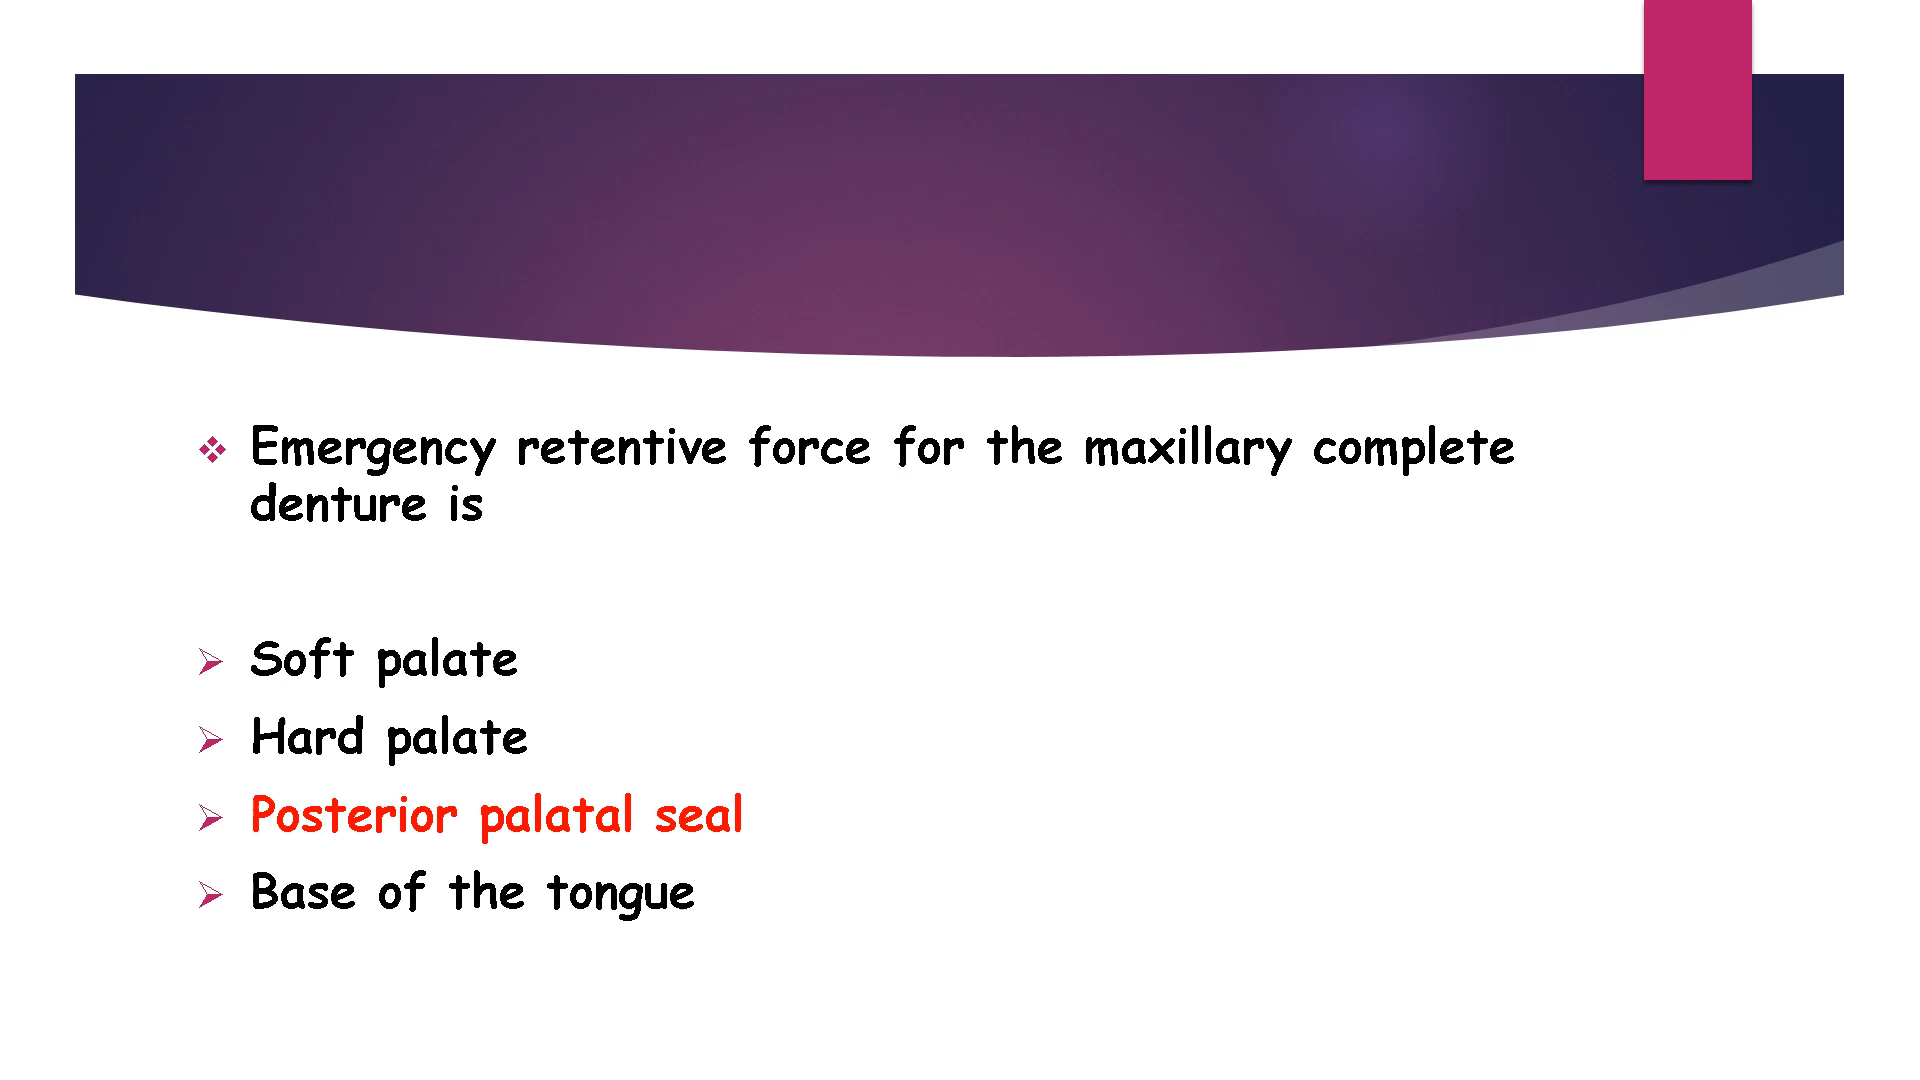 Emergency retentive force for the maxillary complete
denture is
Soft palate
Hard palate
Posterior palatal seal
Base of the tongue